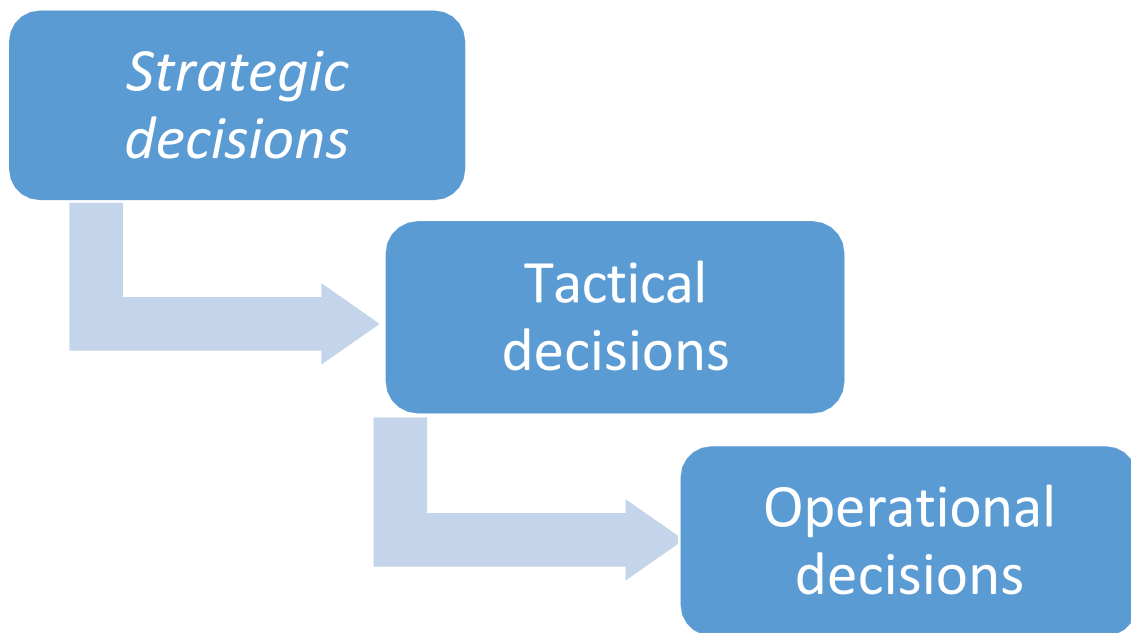 Strategic
decisions
Tactical
decisions
Operational
decisions